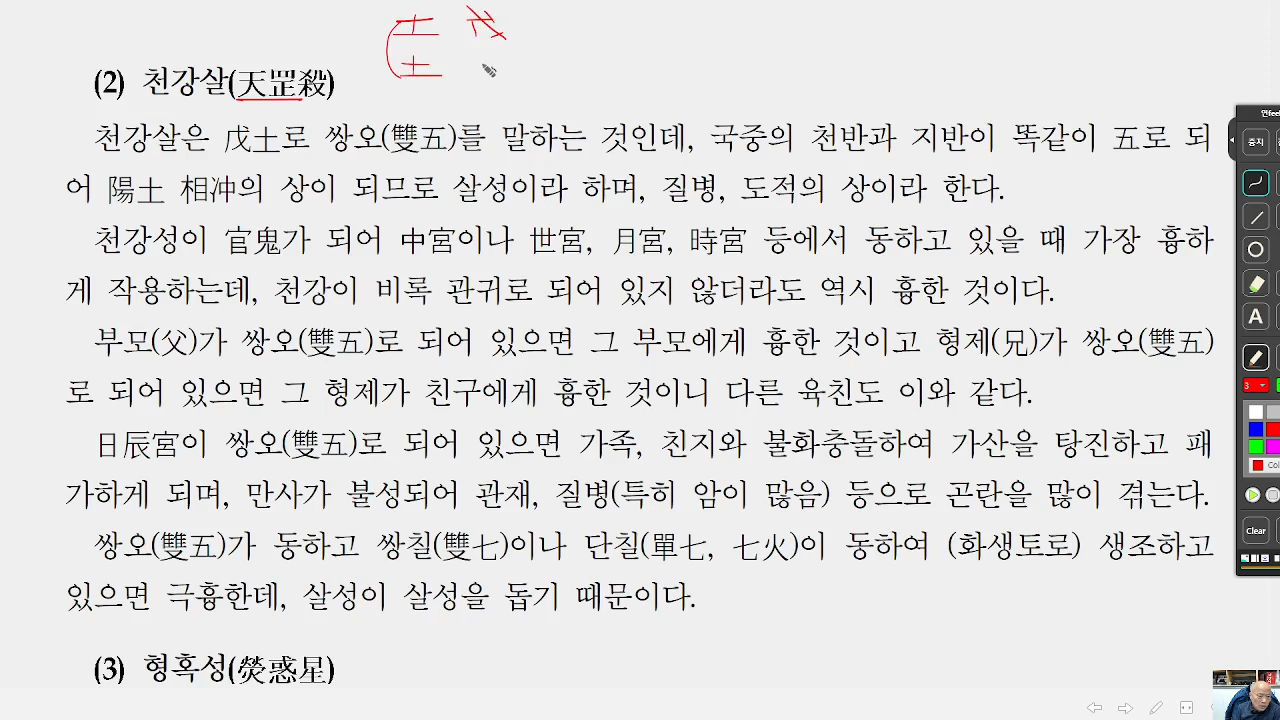 土
土
(2) 천강살(天罡殺)
천강살은 戊土로 쌍오(雙五)를 말하는 것인데, 국중의 천반과 지반이 똑같이 五로 되
어 陽土 相冲의 상이 되므로 살성이라 하며, 질병, 도적의 상이라 한다.
천강성이 官鬼가 되어 中宮이나 世宮, 月宮, 時宮 등에서 동하고 있을 때 가장 흉하
게 작용하는데, 천강이 비록 관귀로 되어 있지 않더라도 역시 흉한 것이다.
부모(父)가 쌍오(雙五)로 되어 있으면 그 부모에게 흉한 것이고 형제(兄)가 쌍오(雙五)
로 되어 있으면 그 형제가 친구에게 흉한 것이니 다른 육친도 이와 같다.
日辰宮이 쌍오(雙五)로 되어 있으면 가족, 친지와 불화충돌하여 가산을 탕진하고 패
가하게 되며, 만사가 불성되어 관재, 질병(특히 암이 많음) 등으로 곤란을 많이 겪는다.
쌍오(雙五)가 동하고 쌍칠(雙七)이나 단칠(單七, 七火)이 동하여 (화생토로) 생조하고
있으면 극흉한데, 살성이 살성을 돕기 때문이다.
(3) 형혹성(熒惑星)
중지
A
3
Clear